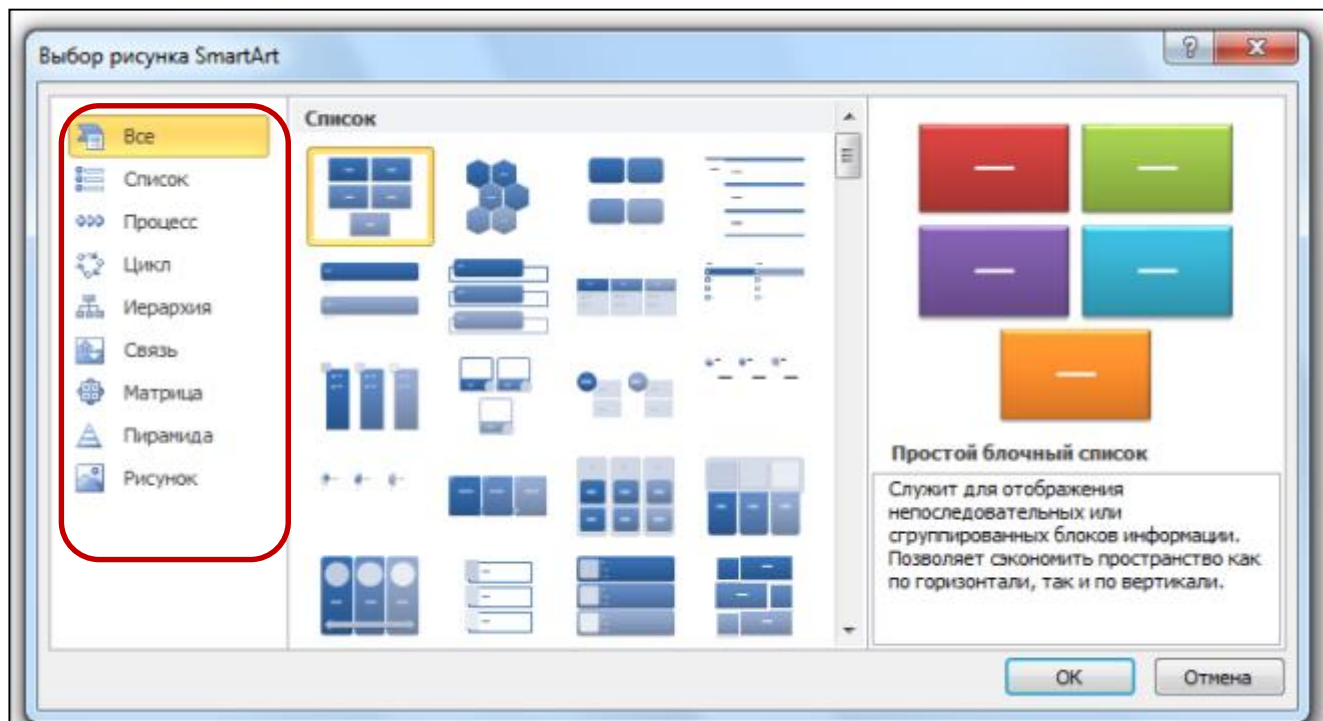 Выбор рисунка SmartArt
Все
Список
Процесс
Цикл
Иерархия
Связь
Матрица
Пирамида
Рисунок
Список
Простой блочный список
Служит для отображения
непоследовательных или
сгруппированных блоков информации.
Позволяет сэкономить пространство как
по горизонтали, так и по вертикали.
ОК
Отмена